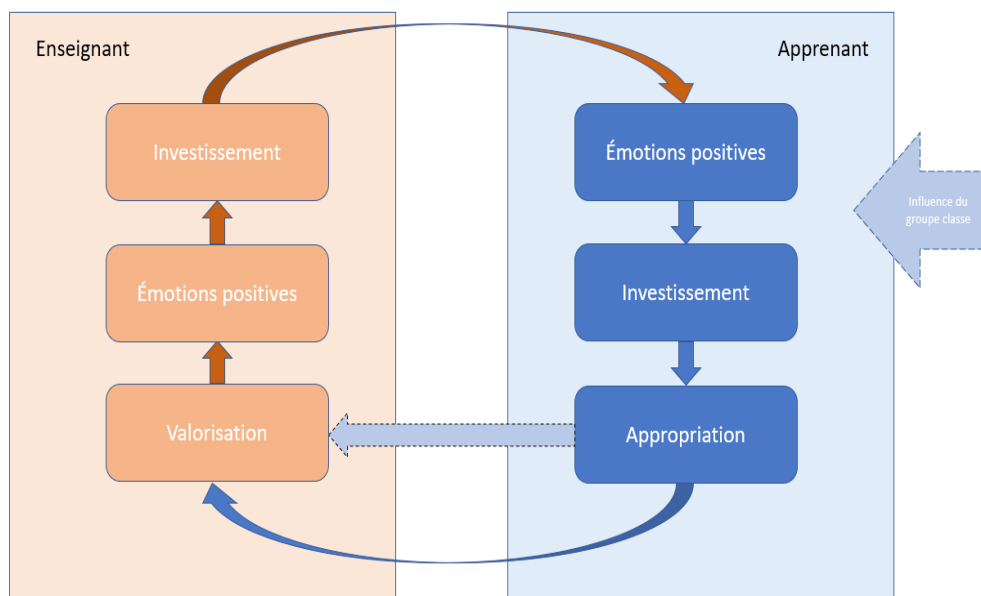 Enseignant
Investissement
Émotions positives
Valorisation
Apprenant
Émotions positives
Investissement
Appropriation
Influence du
groupe classe